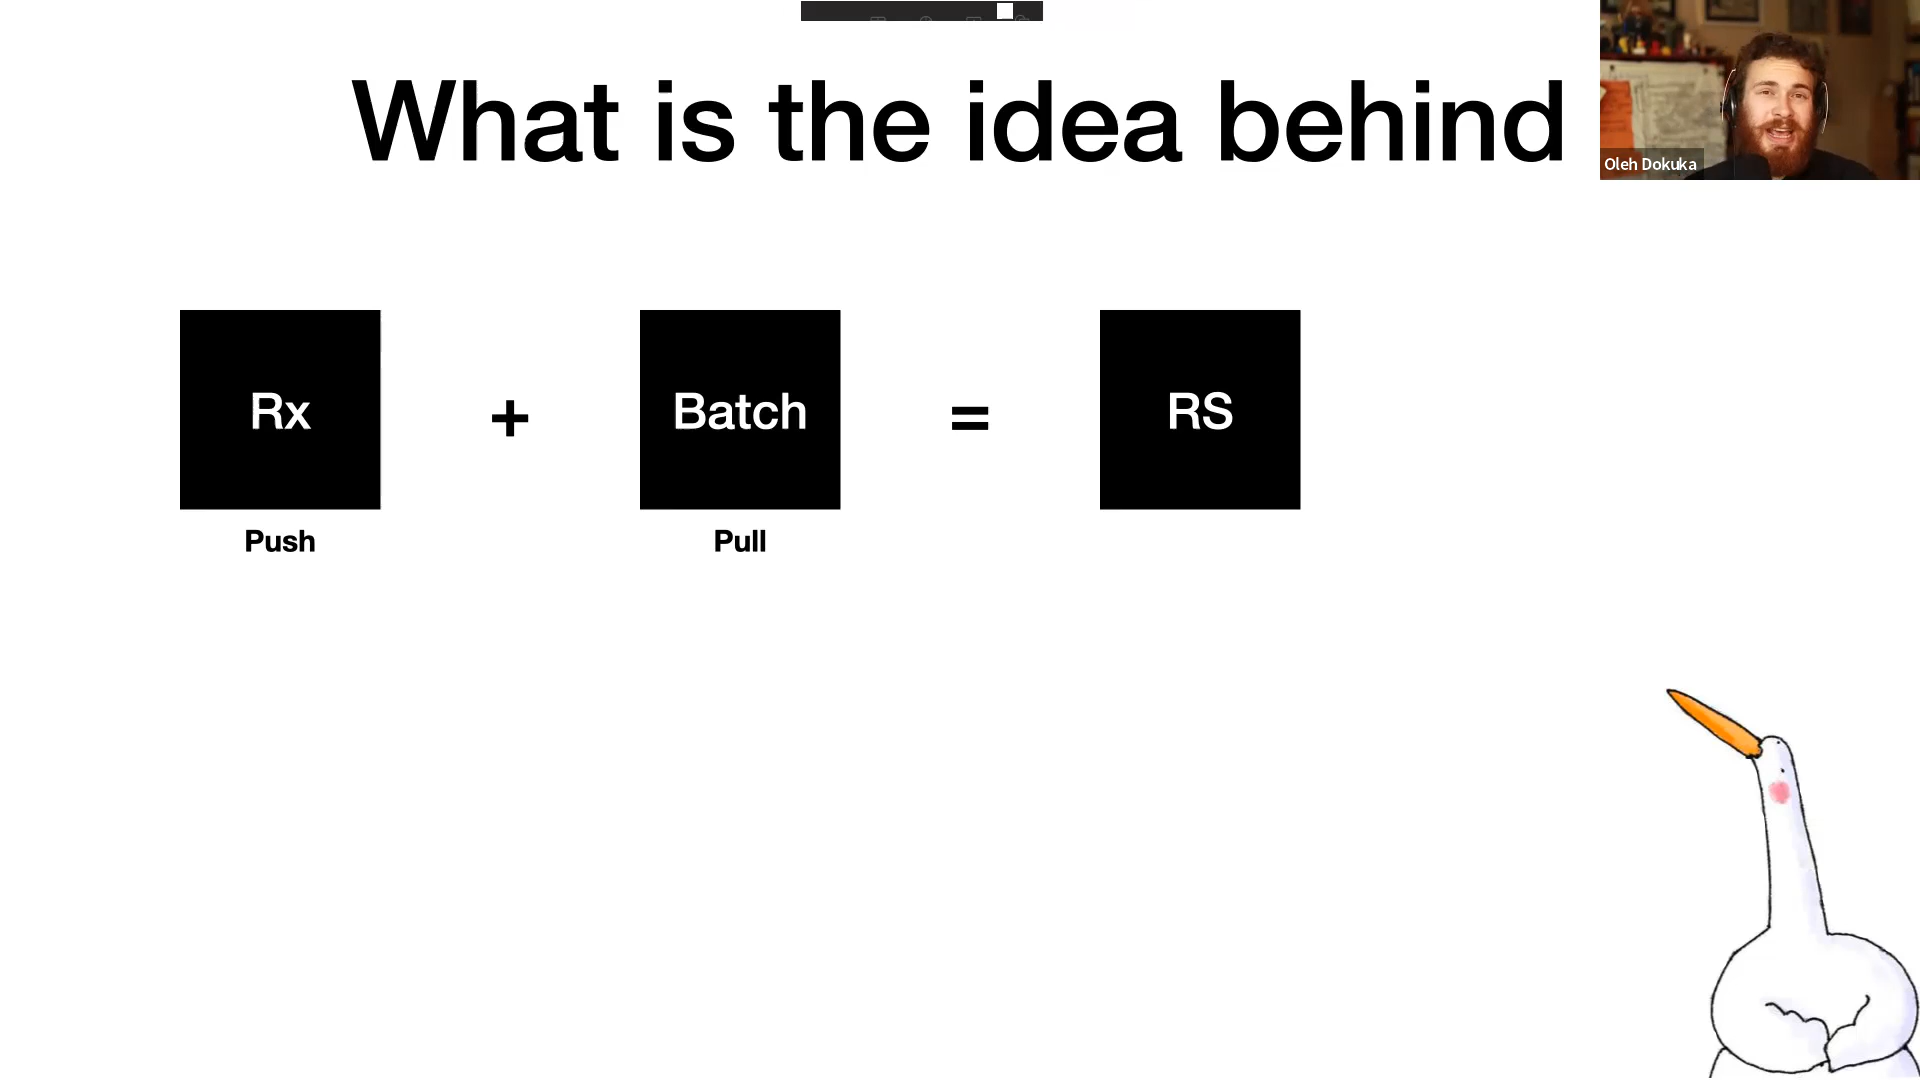 What is the idea behind
Oleh Dokuka
Rx + Batch = RS
Push Pull